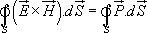 ∮_S (E⃗ × H⃗).dS⃗ = ∮_S P⃗.dS⃗